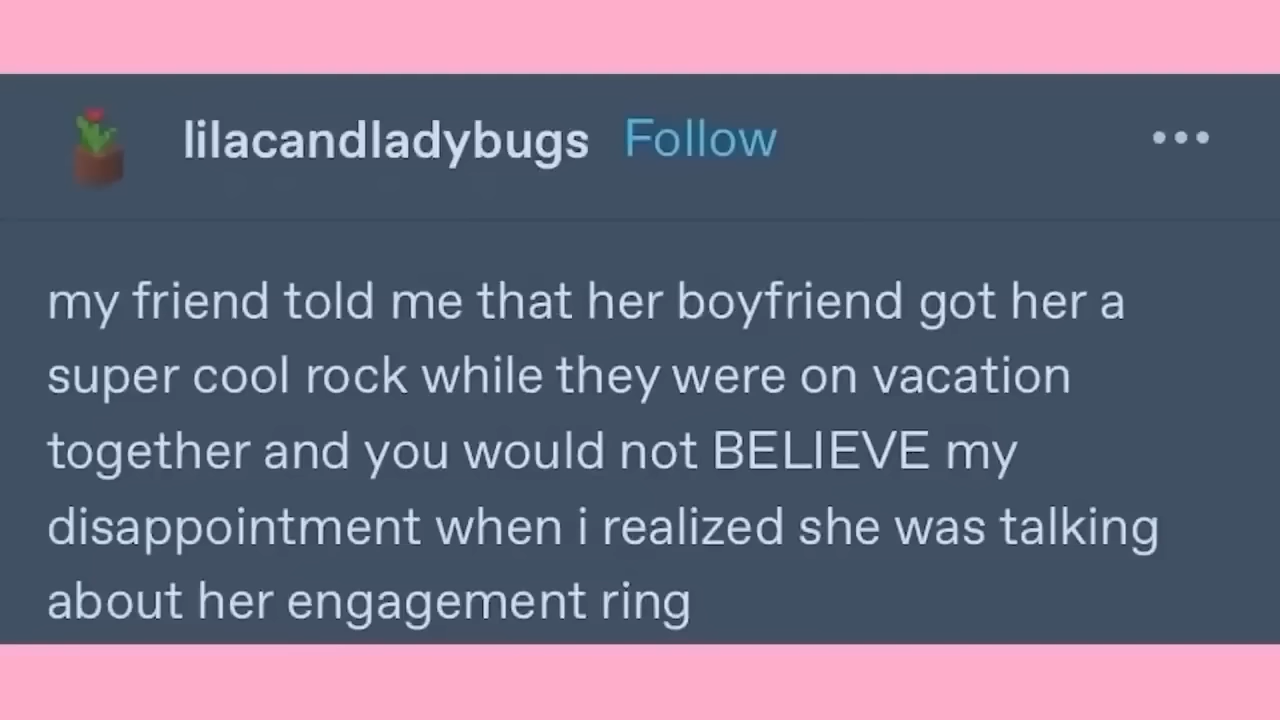 lilacandladybugs Follow
my friend told me that her boyfriend got her a
super cool rock while they were on vacation
together and you would not BELIEVE my
disappointment when i realized she was talking
about her engagement ring